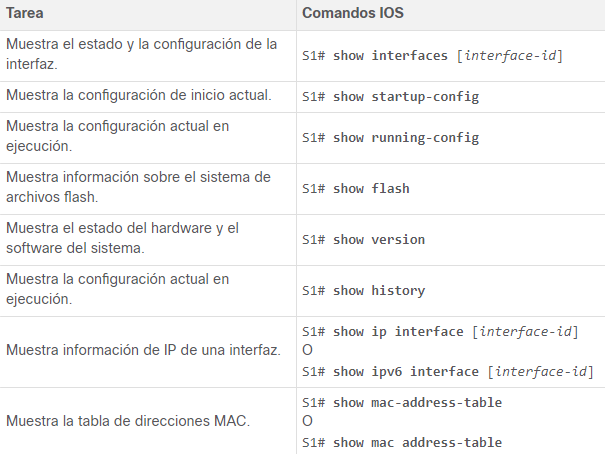 Tarea
Comandos IOS
Muestra el estado y la configuración de la
interfaz.
S1# show interfaces [interface-id]
Muestra la configuración de inicio actual.
S1# show startup-config
Muestra la configuración actual en
ejecución.
S1# show running-config
Muestra información sobre el sistema de
archivos flash.
S1# show flash
Muestra el estado del hardware y el
software del sistema.
S1# show version
Muestra la configuración actual en
ejecución.
S1# show history
Muestra información de IP de una interfaz.
S1# show ip interface [interface-id]
O
S1# show ipv6 interface [interface-id]
Muestra la tabla de direcciones MAC.
S1# show mac-address-table
O
S1# show mac address-table